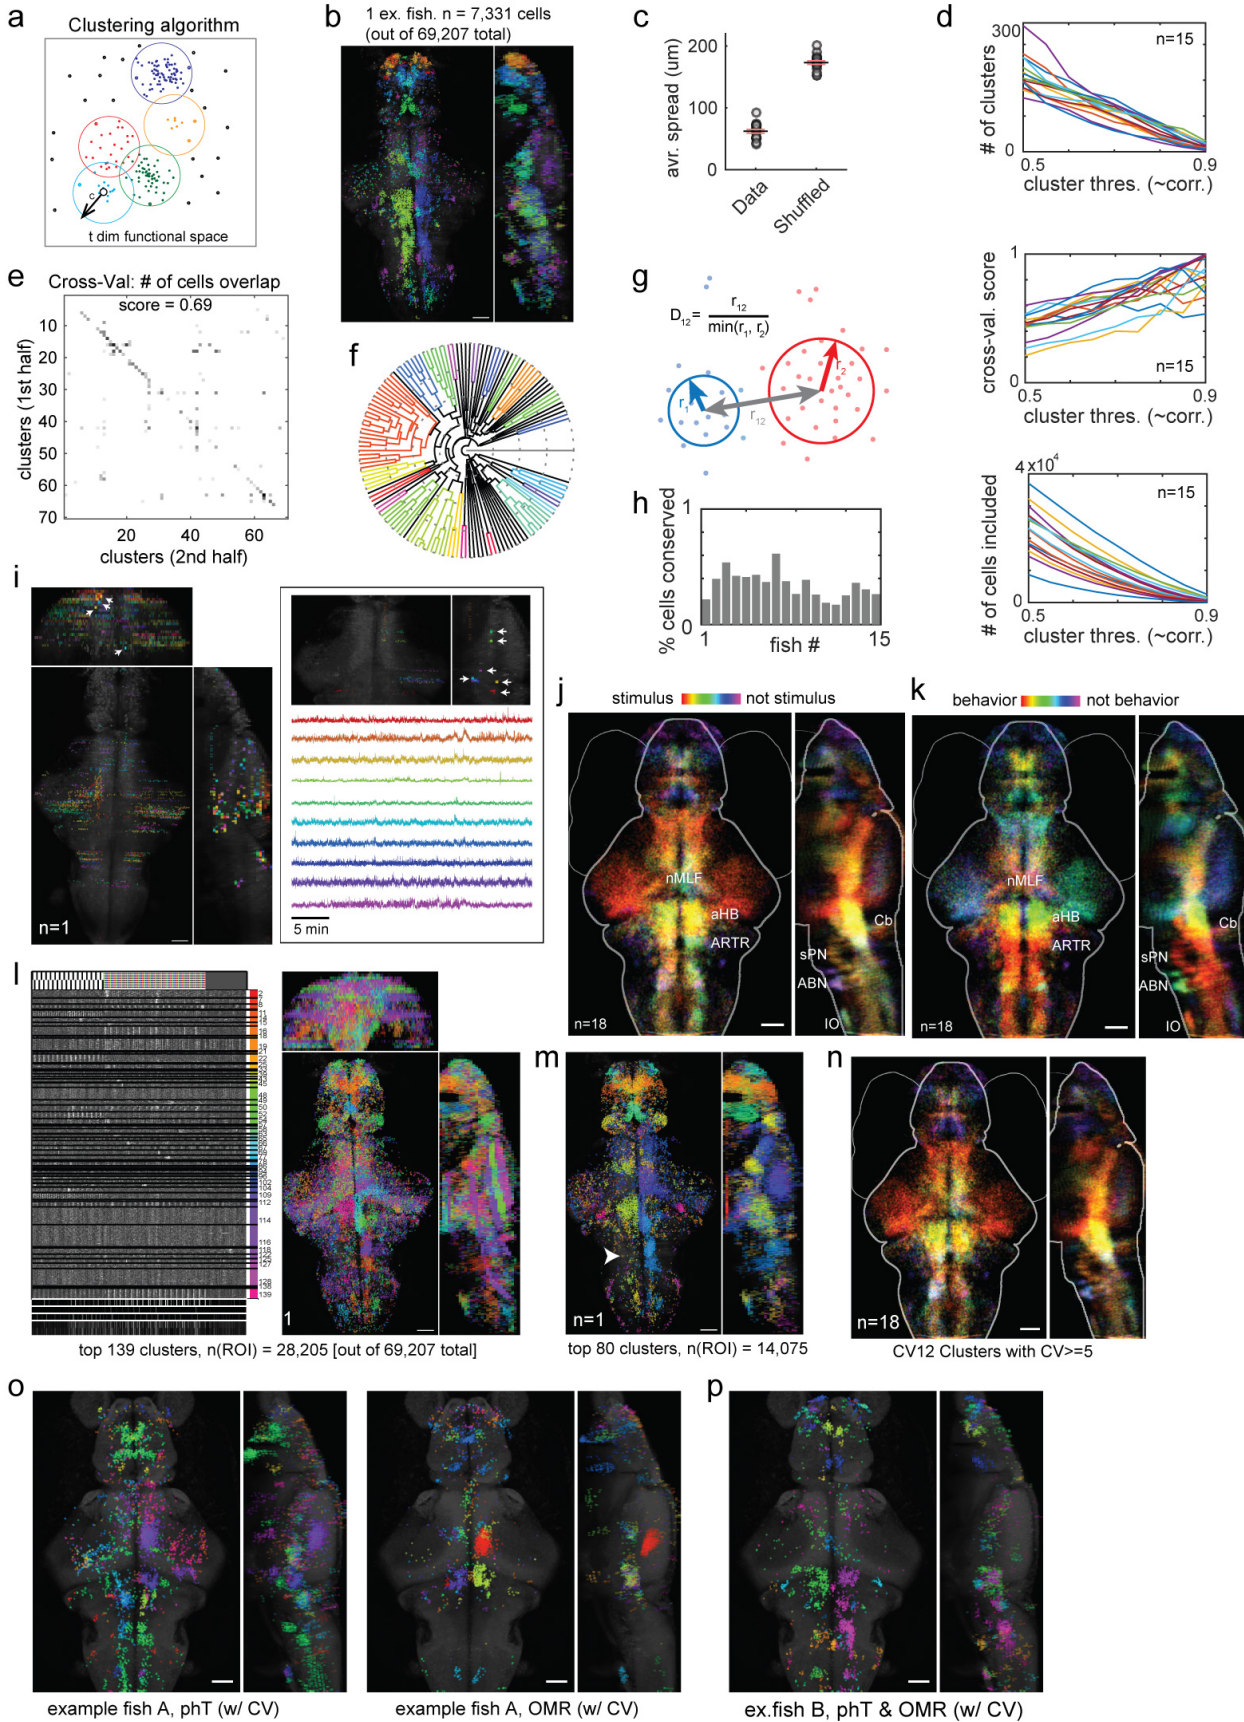 a
Clustering algorithm
c
t dim functional space
b
1 ex. fish. n = 7,331 cells
(out of 69,207 total)
c
avr. spread (um)
200
100
0
Data
Shuffled
d
# of clusters
300
0
n=15
0.5
0.9
cluster thres. (~corr.)
cross-val. score
1
0
n=15
0.5
0.9
cluster thres. (~corr.)
# of cells included
4 x10⁴
0
n=15
0.5
0.9
cluster thres. (~corr.)
e
Cross-Val: # of cells overlap
score = 0.69
clusters (1st half)
10
20
30
40
50
60
70
20
40
60
clusters (2nd half)
f
g
D12= r12
min(r1, r2)
r1
r2
r12
h
% cells conserved
1
0
1
15
fish #
i
n=1
5 min
j
stimulus
not stimulus
nMLF
aHB
ARTR
Cb
sPN
ABN
IO
n=18
k
behavior
not behavior
nMLF
aHB
ARTR
Cb
sPN
ABN
IO
n=18
l
1
top 139 clusters, n(ROI) = 28,205 [out of 69,207 total]
m
n=1
top 80 clusters, n(ROI) = 14,075
n
n=18
CV12 Clusters with CV>=5
o
example fish A, phT (w/ CV)
example fish A, OMR (w/ CV)
p
ex.fish B, phT & OMR (w/ CV)